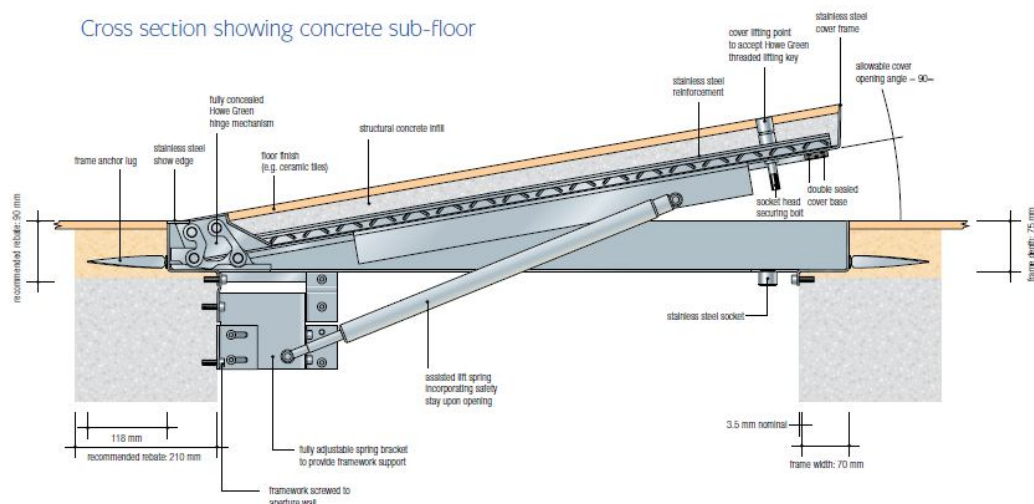 Cross section showing concrete sub-floor
stainless steel
cover frame
cover lifting point
to accept Howe Green
threaded lifting key
allowable cover
opening angle – 90–
stainless steel
reinforcement
fully concealed
Howe Green
hinge mechanism
structural concrete infill
stainless steel
show edge
floor finish
(e.g. ceramic tiles)
frame anchor lug
socket head
securing bolt
double sealed
cover base
recommended rebate: 90 mm
frame depth: 75 mm
stainless steel socket
assisted lift spring
incorporating safety
stay upon opening
3.5 mm nominal
118 mm
recommended rebate: 210 mm
fully adjustable spring bracket
to provide framework support
frame width: 70 mm
framework screwed to
aperture wall